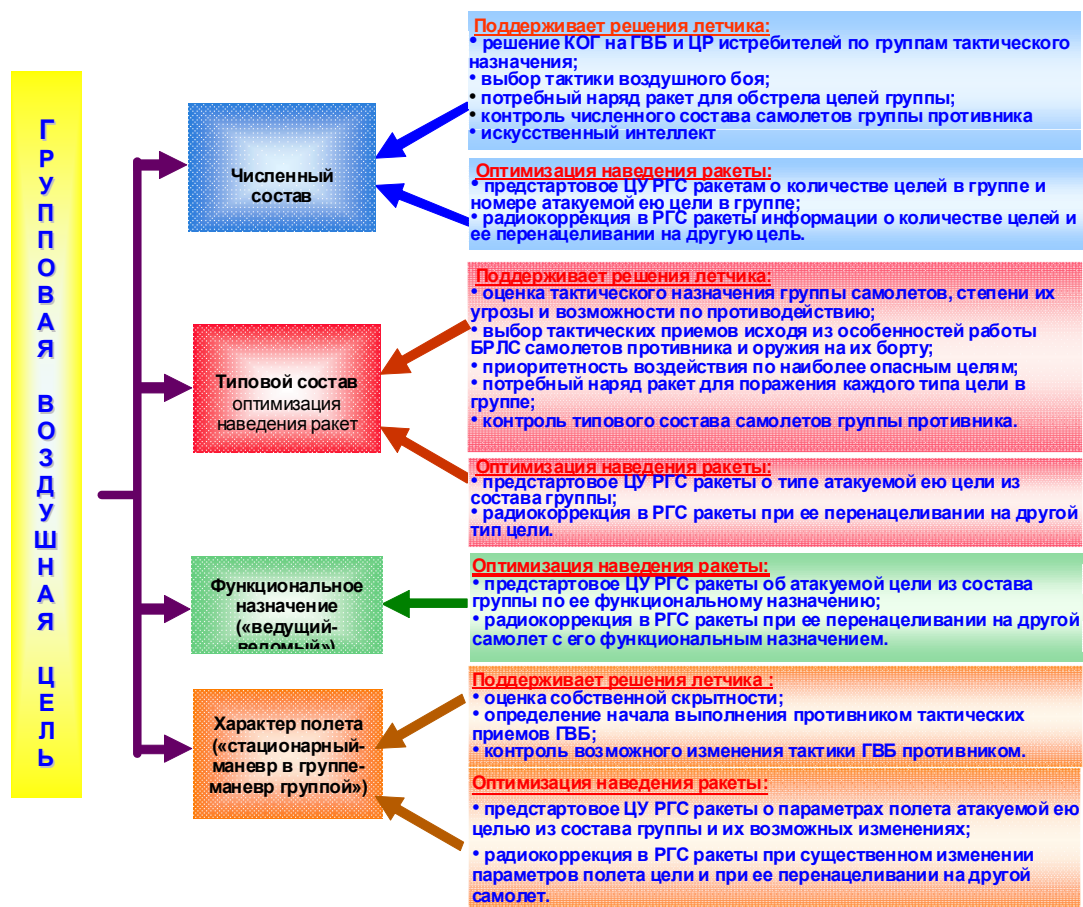 ГРУППОВАЯ ВОЗДУШНАЯ ЦЕЛЬ
Численный
состав
Поддерживает решения летчика:
• решение КОГ на ГВБ и ЦР истребителей по группам тактического
назначения;
• выбор тактики воздушного боя;
• потребный наряд ракет для обстрела целей группы;
• контроль численного состава самолетов группы противника
• искусственный интеллект
Оптимизация наведения ракеты:
• предстартовое ЦУ РГС ракетам о количестве целей в группе и
номере атакуемой ею цели в группе;
• радиокоррекция в РГС ракеты информации о количестве целей и
ее перенацеливании на другую цель.
Типовой состав
оптимизация
наведения ракет
Поддерживает решения летчика:
• оценка тактического назначения группы самолетов, степени их
угрозы и возможности по противодействию;
• выбор тактических приемов исходя из особенностей работы
БРЛС самолетов противника и оружия на их борту;
• приоритетность воздействия по наиболее опасным целям;
• потребный наряд ракет для поражения каждого типа цели в
группе;
• контроль типового состава самолетов группы противника.
Оптимизация наведения ракеты:
• предстартовое ЦУ РГС ракеты о типе атакуемой ею цели из
состава группы;
• радиокоррекция в РГС ракеты при ее перенацеливании на другой
тип цели.
Функциональное
назначение
(«ведущий-
ведомый»)
Оптимизация наведения ракеты:
• предстартовое ЦУ РГС ракеты об атакуемой цели из состава
группы по ее функциональному назначению;
• радиокоррекция в РГС ракеты при ее перенацеливании на другой
самолет с его функциональным назначением.
Характер полета
(«стационарный-
маневр в группе-
маневр группой»)
Поддерживает решения летчика :
• оценка собственной скрытности;
• определение начала выполнения противником тактических
приемов ГВБ;
• контроль возможного изменения тактики ГВБ противником.
Оптимизация наведения ракеты:
• предстартовое ЦУ РГС ракеты о параметрах полета атакуемой ею
целью из состава группы и их возможных изменениях;
• радиокоррекция в РГС ракеты при существенном изменении
параметров полета цели и при ее перенацеливании на другой
самолет.